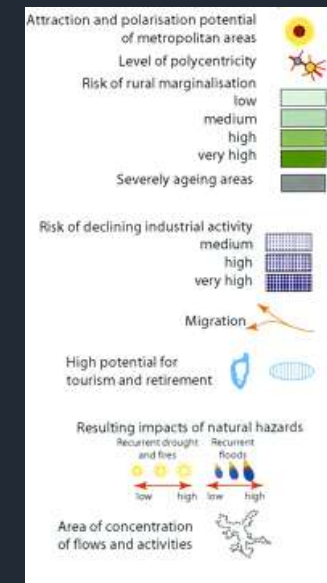 Attraction and polarisation potential
of metropolitan areas
Level of polycentricity
Risk of rural marginalisation
low
medium
high
very high
Severely ageing areas
Risk of declining industrial activity
medium
high
very high
Migration
High potential for
tourism and retirement
Resulting impacts of natural hazards
Recurrent drought
and fires
Recurrent
floods
low high low high
Area of concentration
of flows and activities